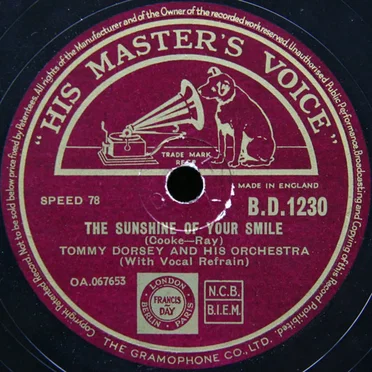 All rights of the Manufacturer and of the Owner of the recorded work reserved. Unauthorised Public Performance, Broadcasting and Copying of this Record Prohibited.
Copyright, Patented Record. Not to be sold below price fixed by Patentees.
"HIS MASTER'S VOICE"
TRADE MARK
MADE IN ENGLAND
SPEED 78
B.D.1230
THE SUNSHINE OF YOUR SMILE
(Cooke—Ray)
TOMMY DORSEY AND HIS ORCHESTRA
(With Vocal Refrain)
OA.067653
LONDON
FRANCIS
DAY
BERLIN - PARIS
N.C.B.
B.I.E.M.
THE GRAMOPHONE CO., LTD.